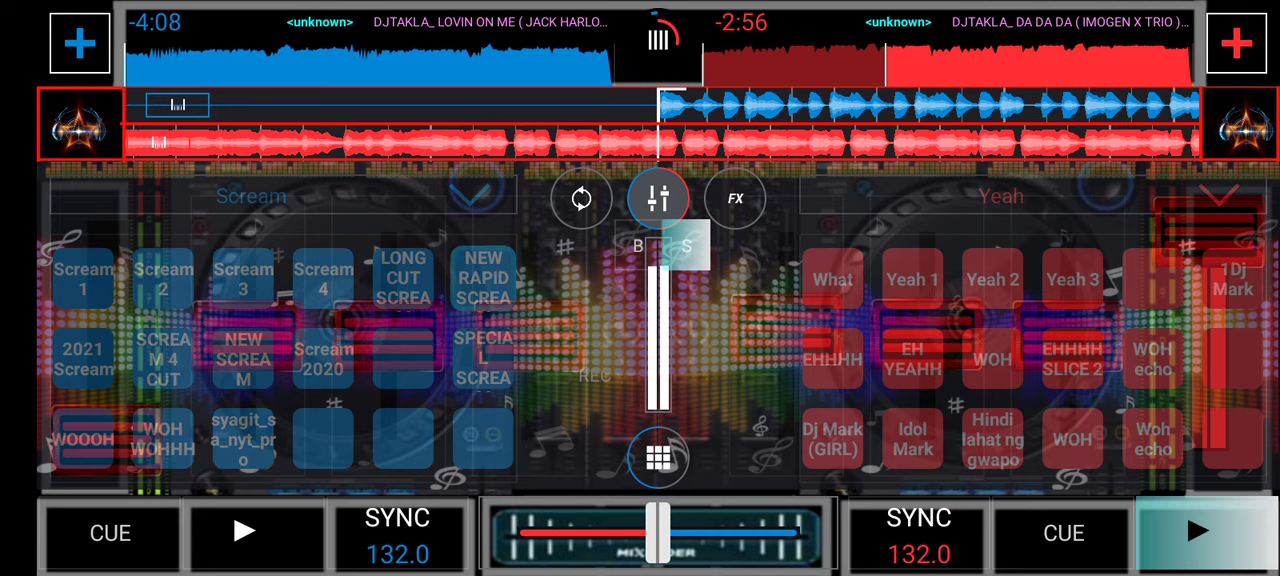 -4:08
<unknown>
DJTAKLA_ LOVIN ON ME ( JACK HARLO...
-2:56
<unknown>
DJTAKLA_ DA DA DA ( IMOGEN X TRIO )...
Scream
Yeah
FX
B
S
Scream
1
Scream
2
Scream
3
Scream
4
LONG
CUT
SCREA
NEW
RAPID
SCREA
What
Yeah 1
Yeah 2
Yeah 3
1Dj
Mark
2021
Scream
SCREA
M 4
CUT
NEW
SCREA
M
Scream
2020
SPECIA
L
SCREA
REC
EHHHH
EH
YEAHH
WOH
EHHHH
SLICE 2
WOH
echo
WOOOH
WOH
WOHHH
syagit_s
a_nyt_pr
o
Dj Mark
(GIRL)
Idol
Mark
Hindi
lahat ng
gwapo
WOH
Woh
echo
CUE
SYNC
132.0
SYNC
132.0
CUE